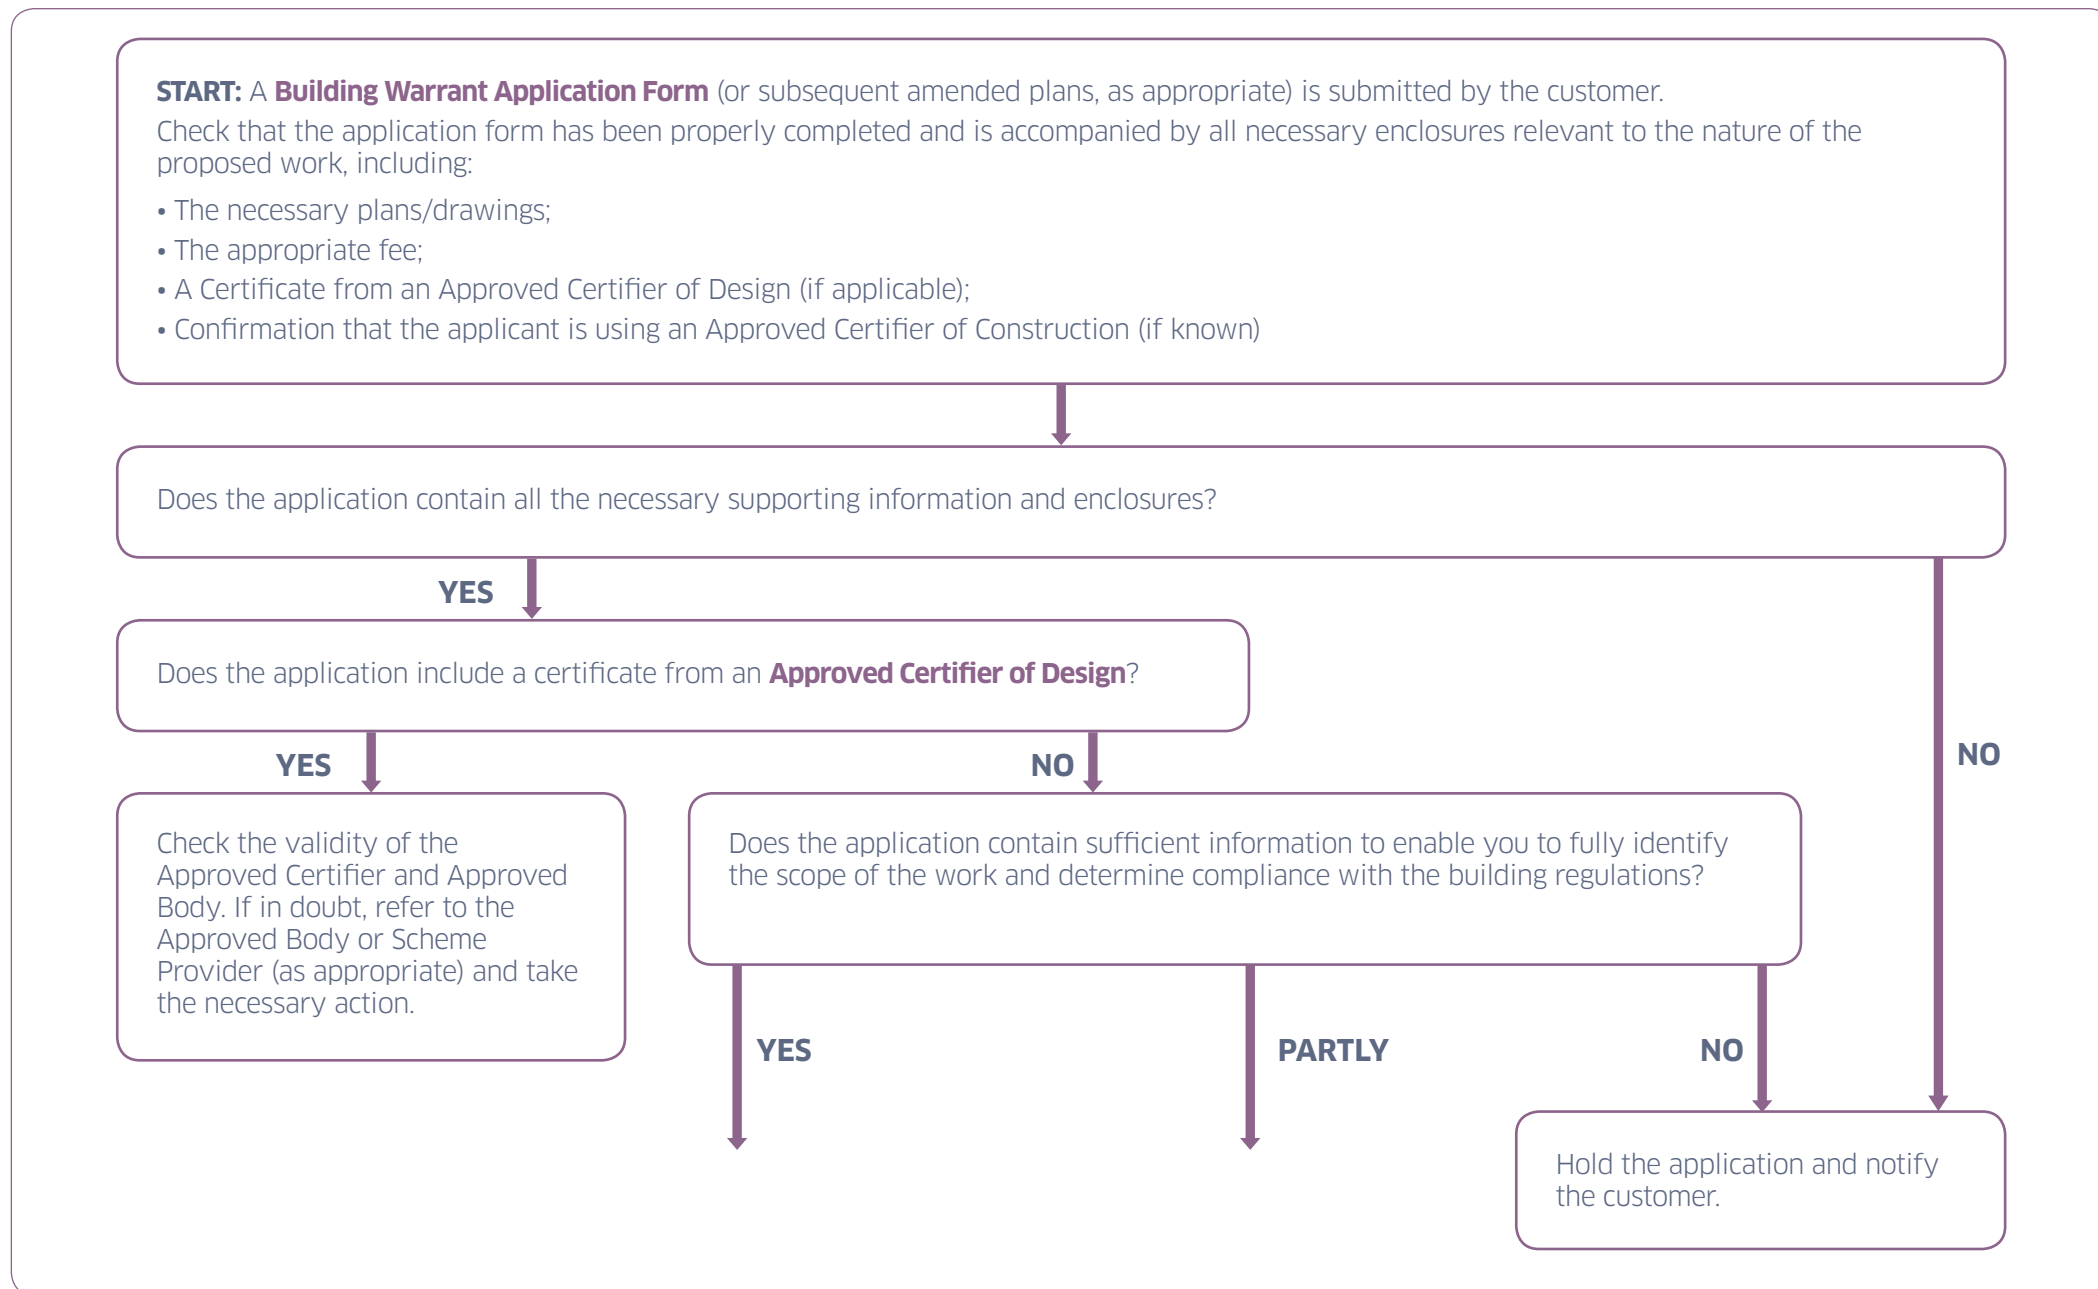 START: A Building Warrant Application Form (or subsequent amended plans, as appropriate) is submitted by the customer.
Check that the application form has been properly completed and is accompanied by all necessary enclosures relevant to the nature of the
proposed work, including:
• The necessary plans/drawings;
• The appropriate fee;
• A Certificate from an Approved Certifier of Design (if applicable);
• Confirmation that the applicant is using an Approved Certifier of Construction (if known)
Does the application contain all the necessary supporting information and enclosures?
YES
NO
Does the application include a certificate from an Approved Certifier of Design?
YES
NO
Check the validity of the
Approved Certifier and Approved
Body. If in doubt, refer to the
Approved Body or Scheme
Provider (as appropriate) and take
the necessary action.
Does the application contain sufficient information to enable you to fully identify
the scope of the work and determine compliance with the building regulations?
YES
PARTLY
NO
Hold the application and notify
the customer.